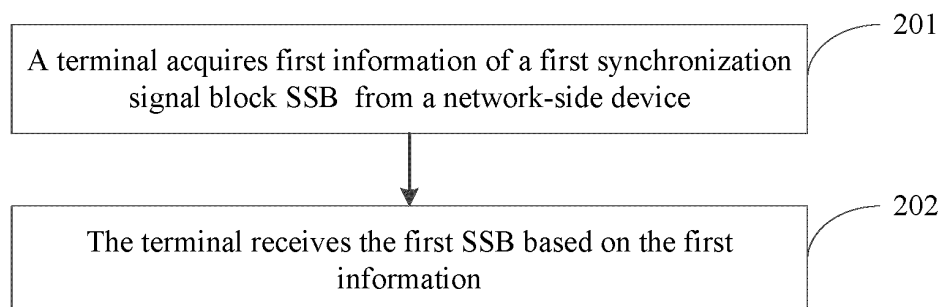 201
A terminal acquires first information of a first synchronization
signal block SSB from a network-side device
202
The terminal receives the first SSB based on the first
information